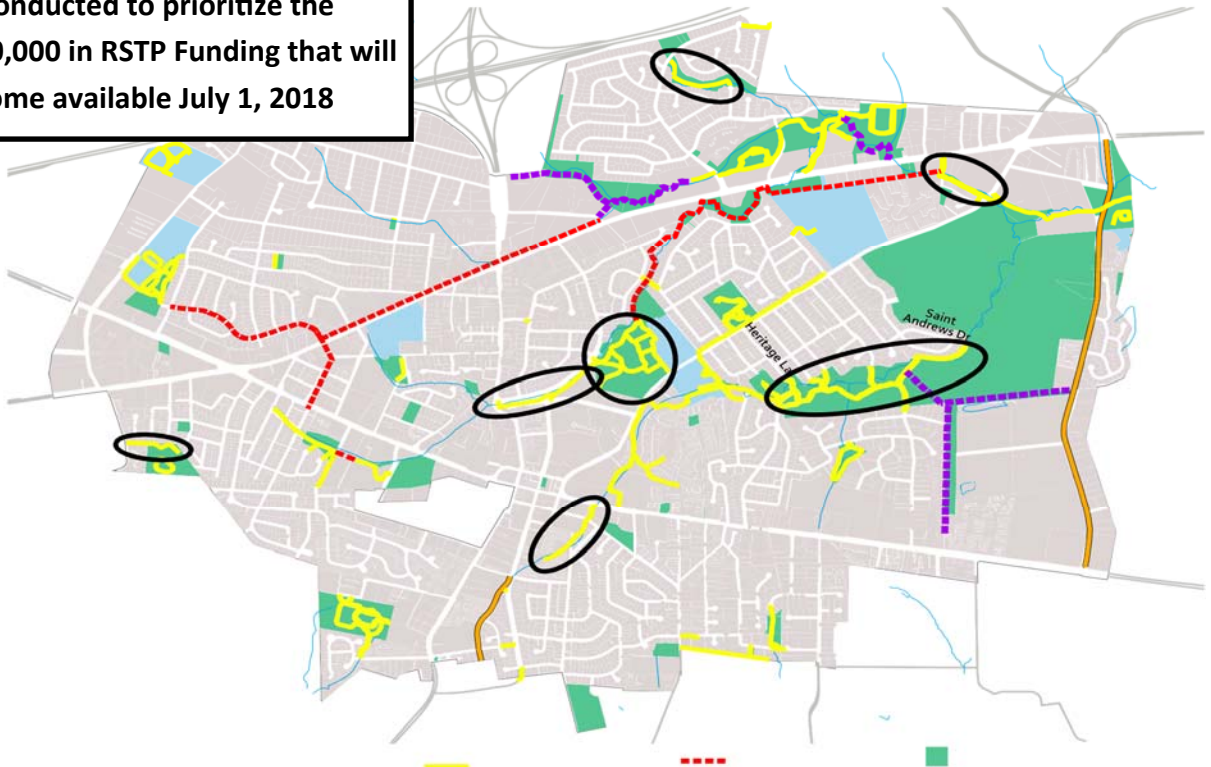 conducted to prioritize the
0,000 in RSTP Funding that will
ome available July 1, 2018
Saint
Andrews Dr
Heritage La